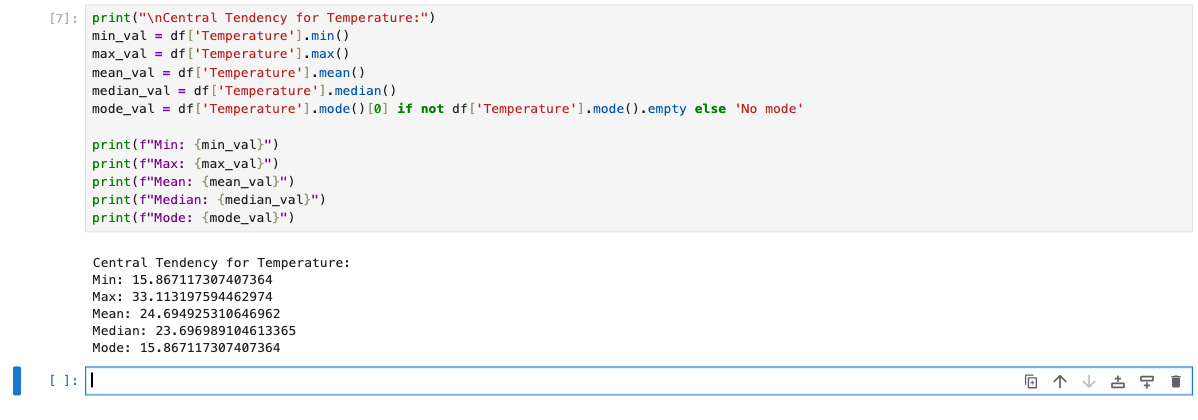 [7]: print("\nCentral Tendency for Temperature:")
min_val = df['Temperature'].min()
max_val = df['Temperature'].max()
mean_val = df['Temperature'].mean()
median_val = df['Temperature'].median()
mode_val = df['Temperature'].mode()[0] if not df['Temperature'].mode().empty else 'No mode'
print(f"Min: {min_val}")
print(f"Max: {max_val}")
print(f"Mean: {mean_val}")
print(f"Median: {median_val}")
print(f"Mode: {mode_val}")
Central Tendency for Temperature:
Min: 15.867117307407364
Max: 33.113197594462974
Mean: 24.694925310646962
Median: 23.696989104613365
Mode: 15.867117307407364
[ ]: